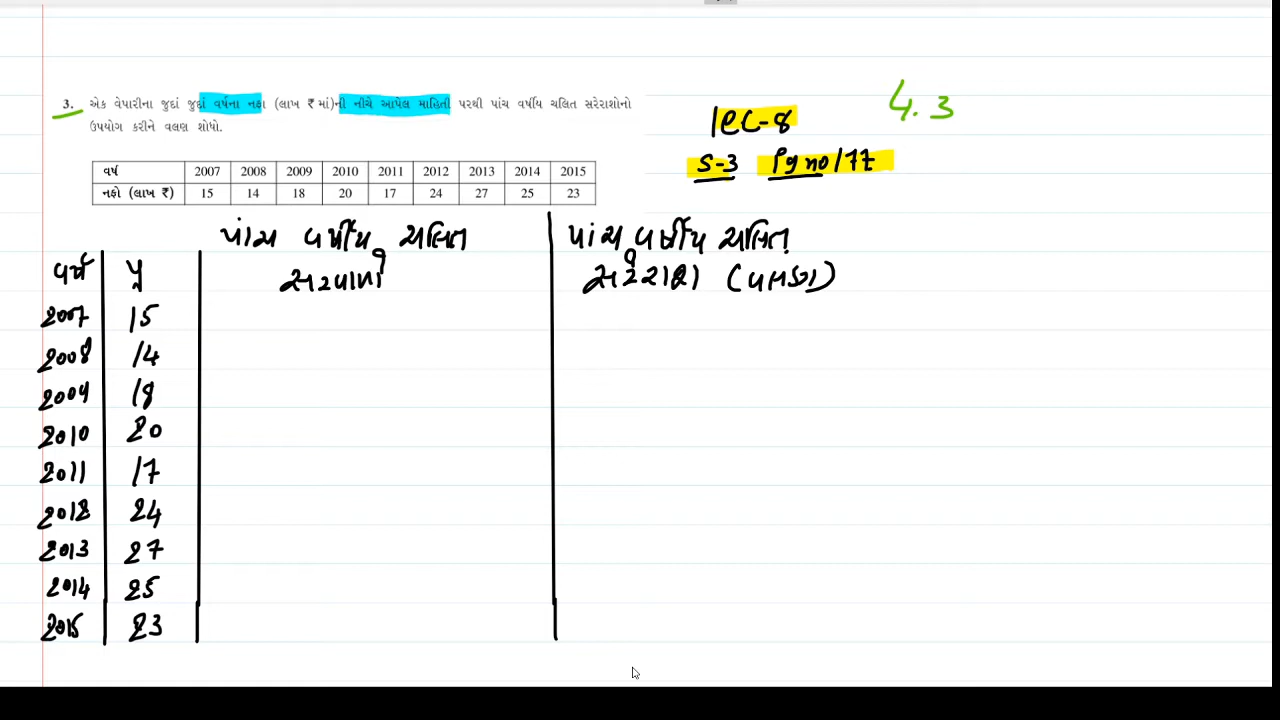 3. એક વેપારીના જુદાં જુદાં વર્ષના નફા (લાખ ₹ માં)ની નીચે આપેલ માહિતી પરથી પાંચ વર્ષીય ચલિત સરેરાશોનો
ઉપયોગ કરીને વલણ શોધો.
4.3
lec-8
S-3 Pg no 177
વર્ષ 2007 2008 2009 2010 2011 2012 2013 2014 2015
નફો (લાખ ₹) 15 14 18 20 17 24 27 25 23
પાંચ વર્ષીય ચલિત
સરવાળો
પાંચ વર્ષીય ચલિત
સરેરાશ (વલણ)
વર્ષ y
2007 15
2008 14
2009 18
2010 20
2011 17
2012 24
2013 27
2014 25
2015 23